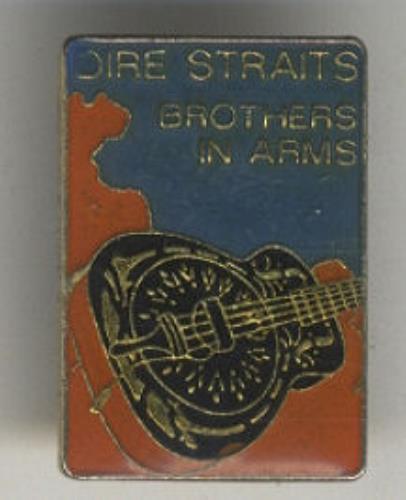 DIRE STRAITS
BROTHERS
IN ARMS